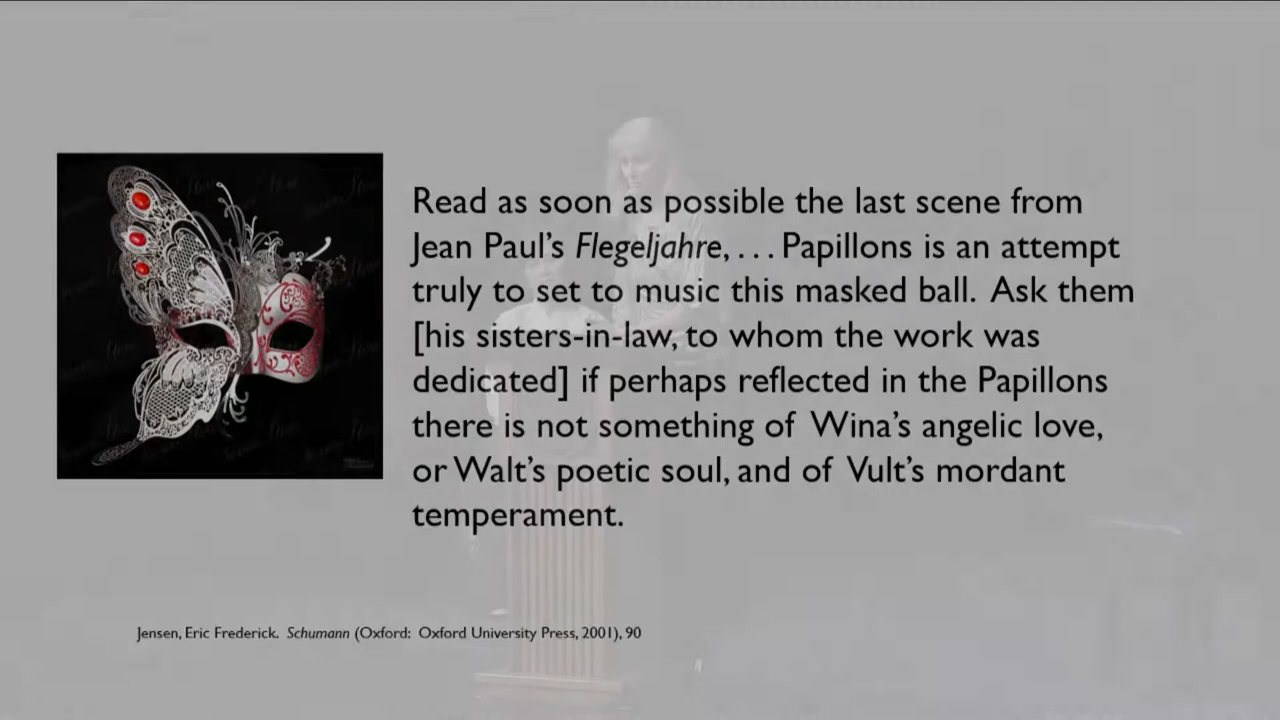 Read as soon as possible the last scene from
Jean Paul’s Flegeljahre, . . . Papillons is an attempt
truly to set to music this masked ball. Ask them
[his sisters-in-law, to whom the work was
dedicated] if perhaps reflected in the Papillons
there is not something of Wina’s angelic love,
or Walt’s poetic soul, and of Vult’s mordant
temperament.
Jensen, Eric Frederick. Schumann (Oxford: Oxford University Press, 2001), 90